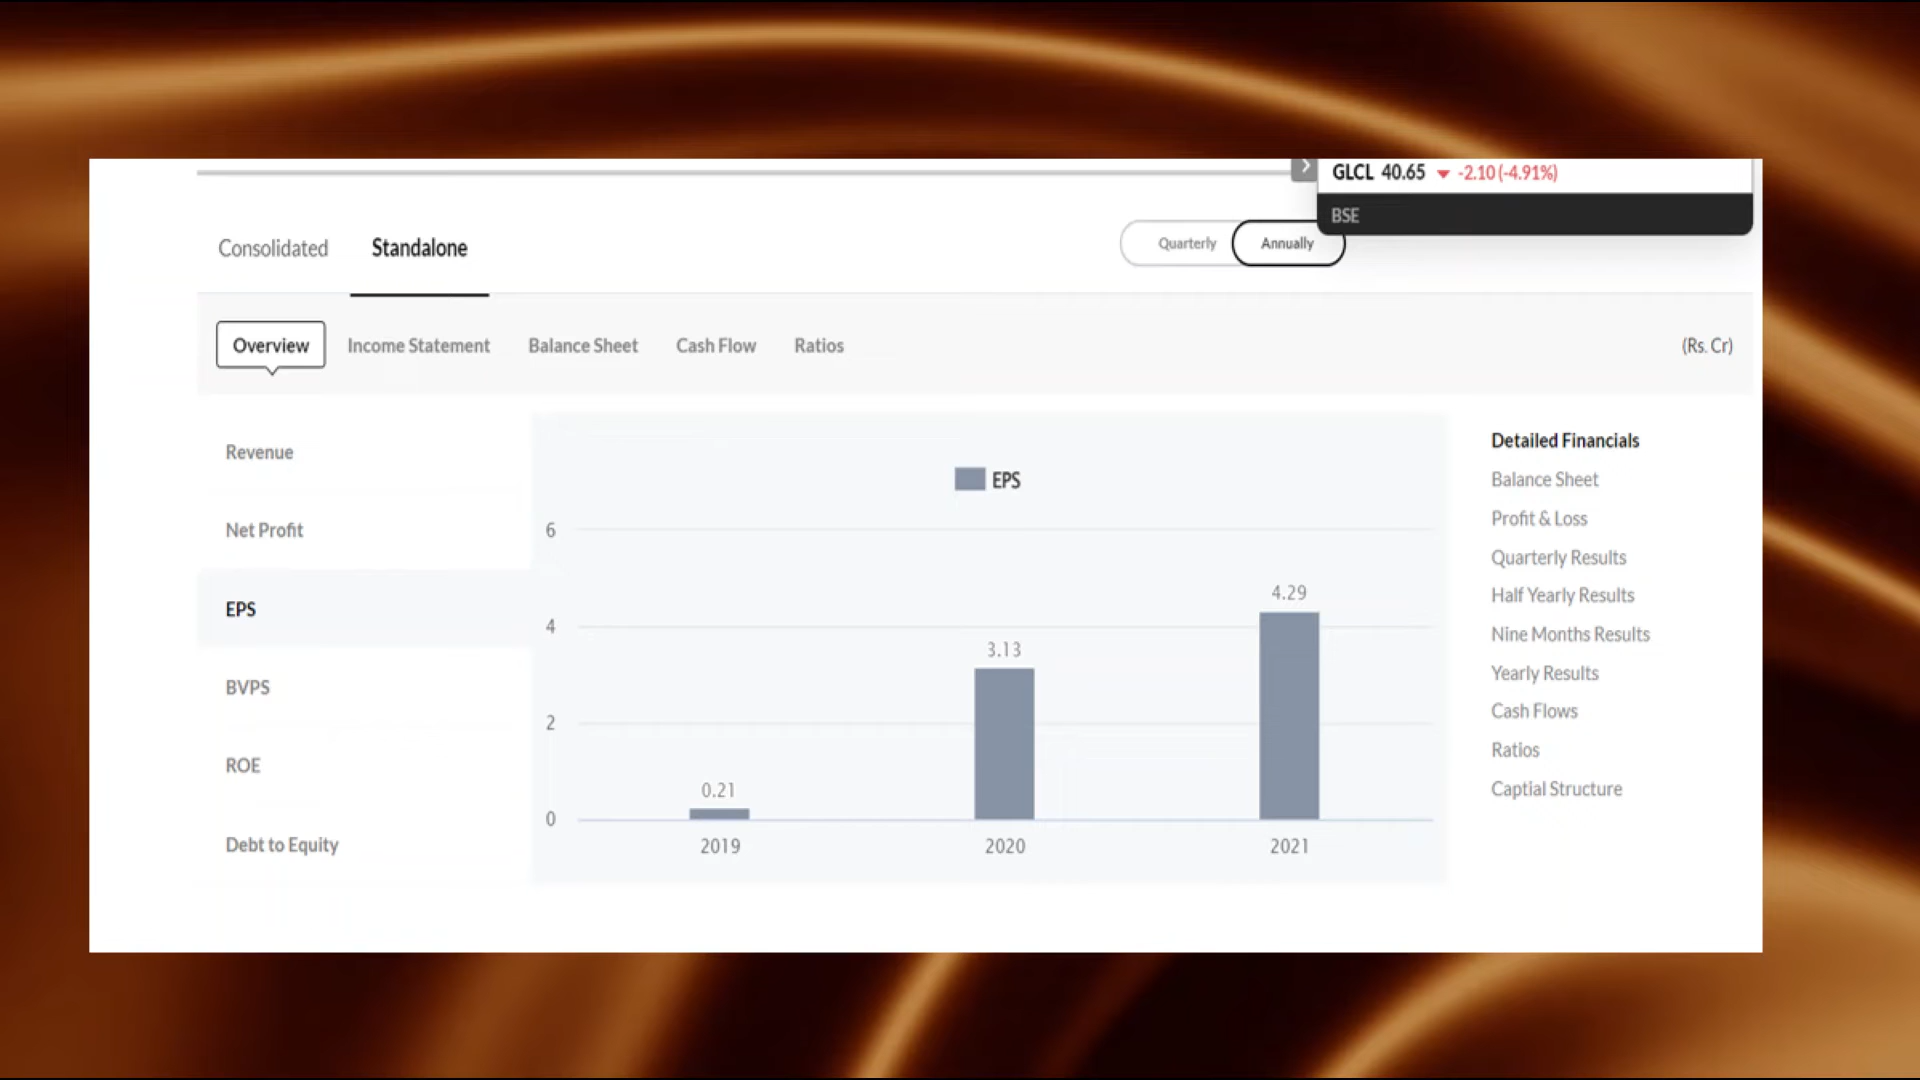 GLCL 40.65 ▼ -2.10 (-4.91%)
BSE
Consolidated Standalone
Quarterly Annually
Overview Income Statement Balance Sheet Cash Flow Ratios (Rs. Cr)
Revenue
Net Profit
EPS
BVPS
ROE
Debt to Equity
EPS
6
4
2
0
0.21
3.13
4.29
2019 2020 2021
Detailed Financials
Balance Sheet
Profit & Loss
Quarterly Results
Half Yearly Results
Nine Months Results
Yearly Results
Cash Flows
Ratios
Captial Structure